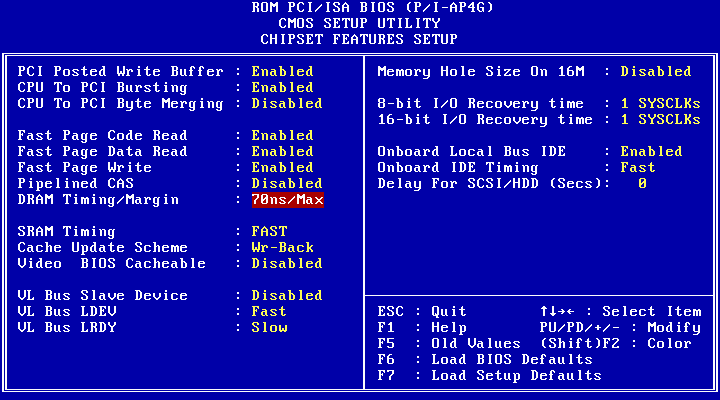 ROM PCI/ISA BIOS (P/I-AP4G)
CMOS SETUP UTILITY
CHIPSET FEATURES SETUP
PCI Posted Write Buffer : Enabled
CPU To PCI Bursting : Enabled
CPU To PCI Byte Merging : Disabled
Fast Page Code Read : Enabled
Fast Page Data Read : Enabled
Fast Page Write : Enabled
Pipelined CAS : Disabled
DRAM Timing/Margin : 70ns/Max
SRAM Timing : FAST
Cache Update Scheme : Wr-Back
Video BIOS Cacheable : Disabled
VL Bus Slave Device : Disabled
VL Bus LDEV : Fast
VL Bus LRDY : Slow
Memory Hole Size On 16M : Disabled
8-bit I/O Recovery time : 1 SYSCLKs
16-bit I/O Recovery time : 1 SYSCLKs
Onboard Local Bus IDE : Enabled
Onboard IDE Timing : Fast
Delay For SCSI/HDD (Secs): 0
ESC : Quit ↑↓→← : Select Item
F1 : Help PU/PD/+/- : Modify
F5 : Old Values (Shift)F2 : Color
F6 : Load BIOS Defaults
F7 : Load Setup Defaults